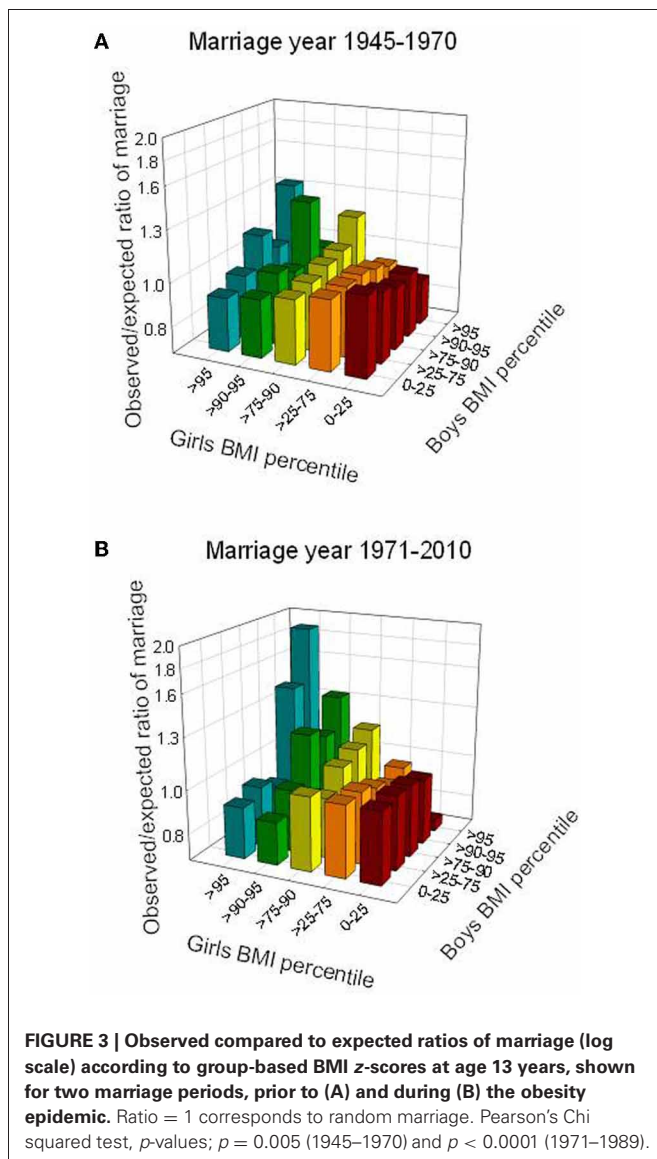 A
Marriage year 1945-1970
Observed/expected ratio of marriage
2.0
1.8
1.6
1.3
1.0
0.8
>95
>90-95
>75-90
>25-75
0-25
Girls BMI percentile
>95
>90-95
>75-90
>25-75
0-25
Boys BMI percentile
B
Marriage year 1971-2010
Observed/expected ratio of marriage
2.0
1.8
1.6
1.3
1.0
0.8
>95
>90-95
>75-90
>25-75
0-25
Girls BMI percentile
>95
>90-95
>75-90
>25-75
0-25
Boys BMI percentile
FIGURE 3 | Observed compared to expected ratios of marriage (log
scale) according to group-based BMI z-scores at age 13 years, shown
for two marriage periods, prior to (A) and during (B) the obesity
epidemic. Ratio = 1 corresponds to random marriage. Pearson's Chi
squared test, p-values; p = 0.005 (1945–1970) and p < 0.0001 (1971–1989).